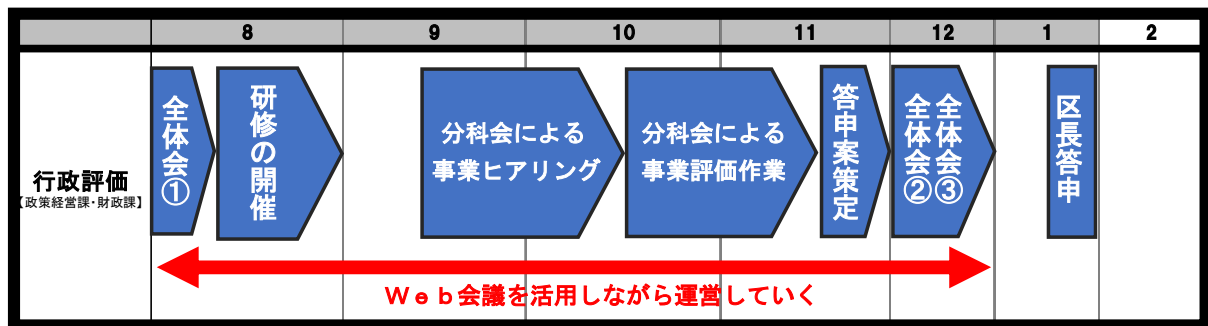 8 9 10 11 12 1 2
行政評価
【政策経営課・財政課】
全体会①
研修の開催
分科会による
事業ヒアリング
分科会による
事業評価作業
答申案策定
全体会③
全体会②
区長答申
Ｗｅｂ会議を活用しながら運営していく